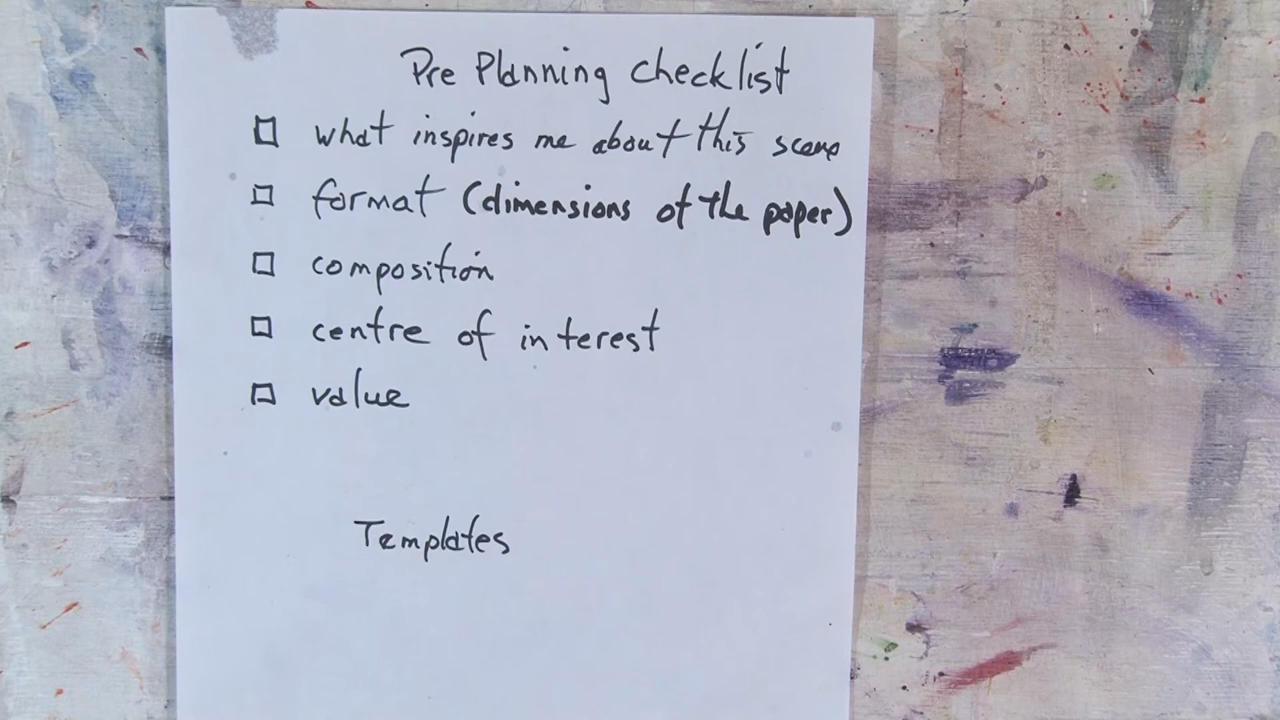 Pre Planning Checklist
what inspires me about this scene
format (dimensions of the paper)
composition
centre of interest
value
Templates